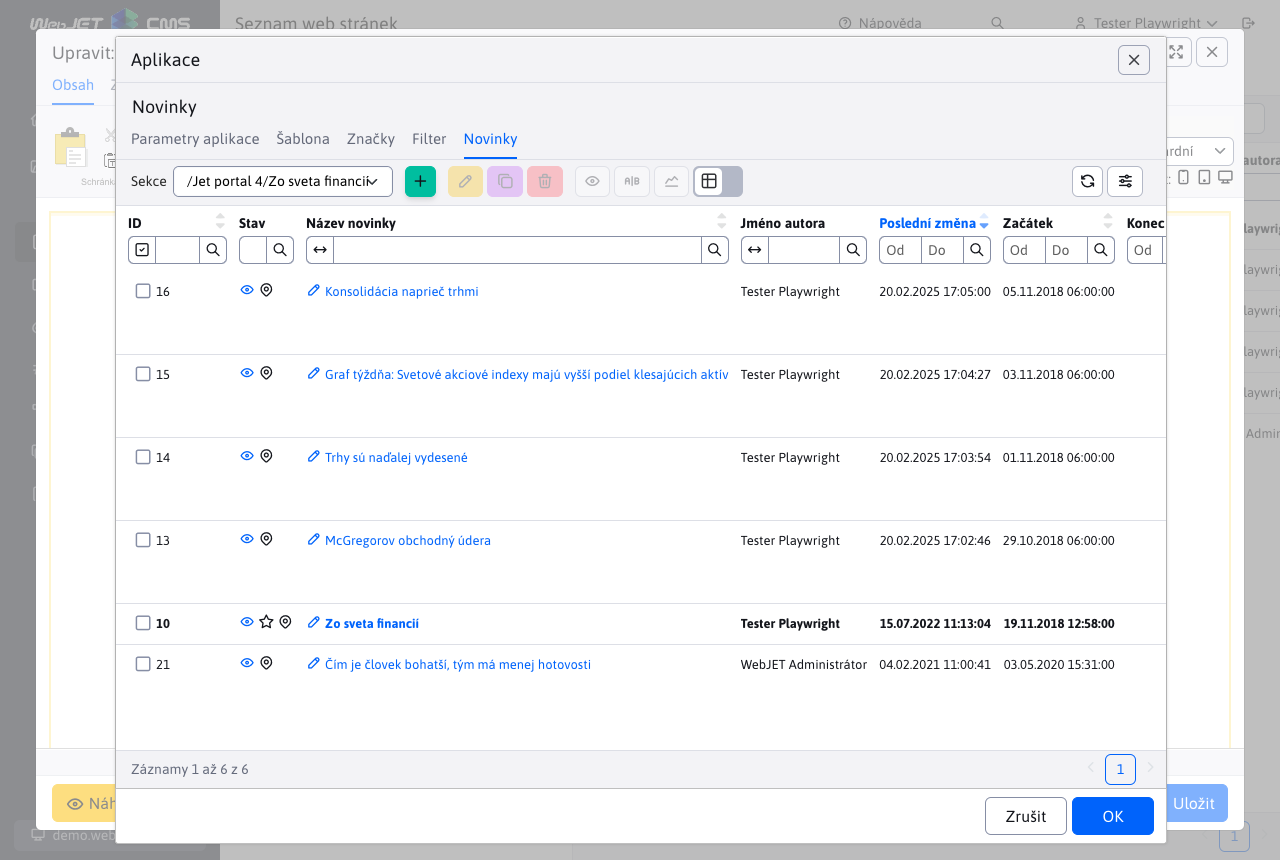 WebJET CMS
Seznam web stránek
Nápověda
Tester Playwright
Upravit:
Obsah
Aplikace
Novinky
Parametry aplikace Šablona Značky Filter Novinky
Sekce /Jet portal 4/Zo sveta financií
A|B
ID Stav Název novinky Jméno autora Poslední změna Začátek Konec
Od Do Od Do Od
16 Konsolidácia naprieč trhmi Tester Playwright 20.02.2025 17:05:00 05.11.2018 06:00:00
15 Graf týždňa: Svetové akciové indexy majú vyšší podiel klesajúcich aktív Tester Playwright 20.02.2025 17:04:27 03.11.2018 06:00:00
14 Trhy sú naďalej vydesené Tester Playwright 20.02.2025 17:03:54 01.11.2018 06:00:00
13 McGregorov obchodný údera Tester Playwright 20.02.2025 17:02:46 29.10.2018 06:00:00
10 Zo sveta financií Tester Playwright 15.07.2022 11:13:04 19.11.2018 12:58:00
21 Čím je človek bohatší, tým má menej hotovosti WebJET Administrátor 04.02.2021 11:00:41 03.05.2020 15:31:00
Záznamy 1 až 6 z 6
1
Zrušit OK
Uložit
demo.web
1